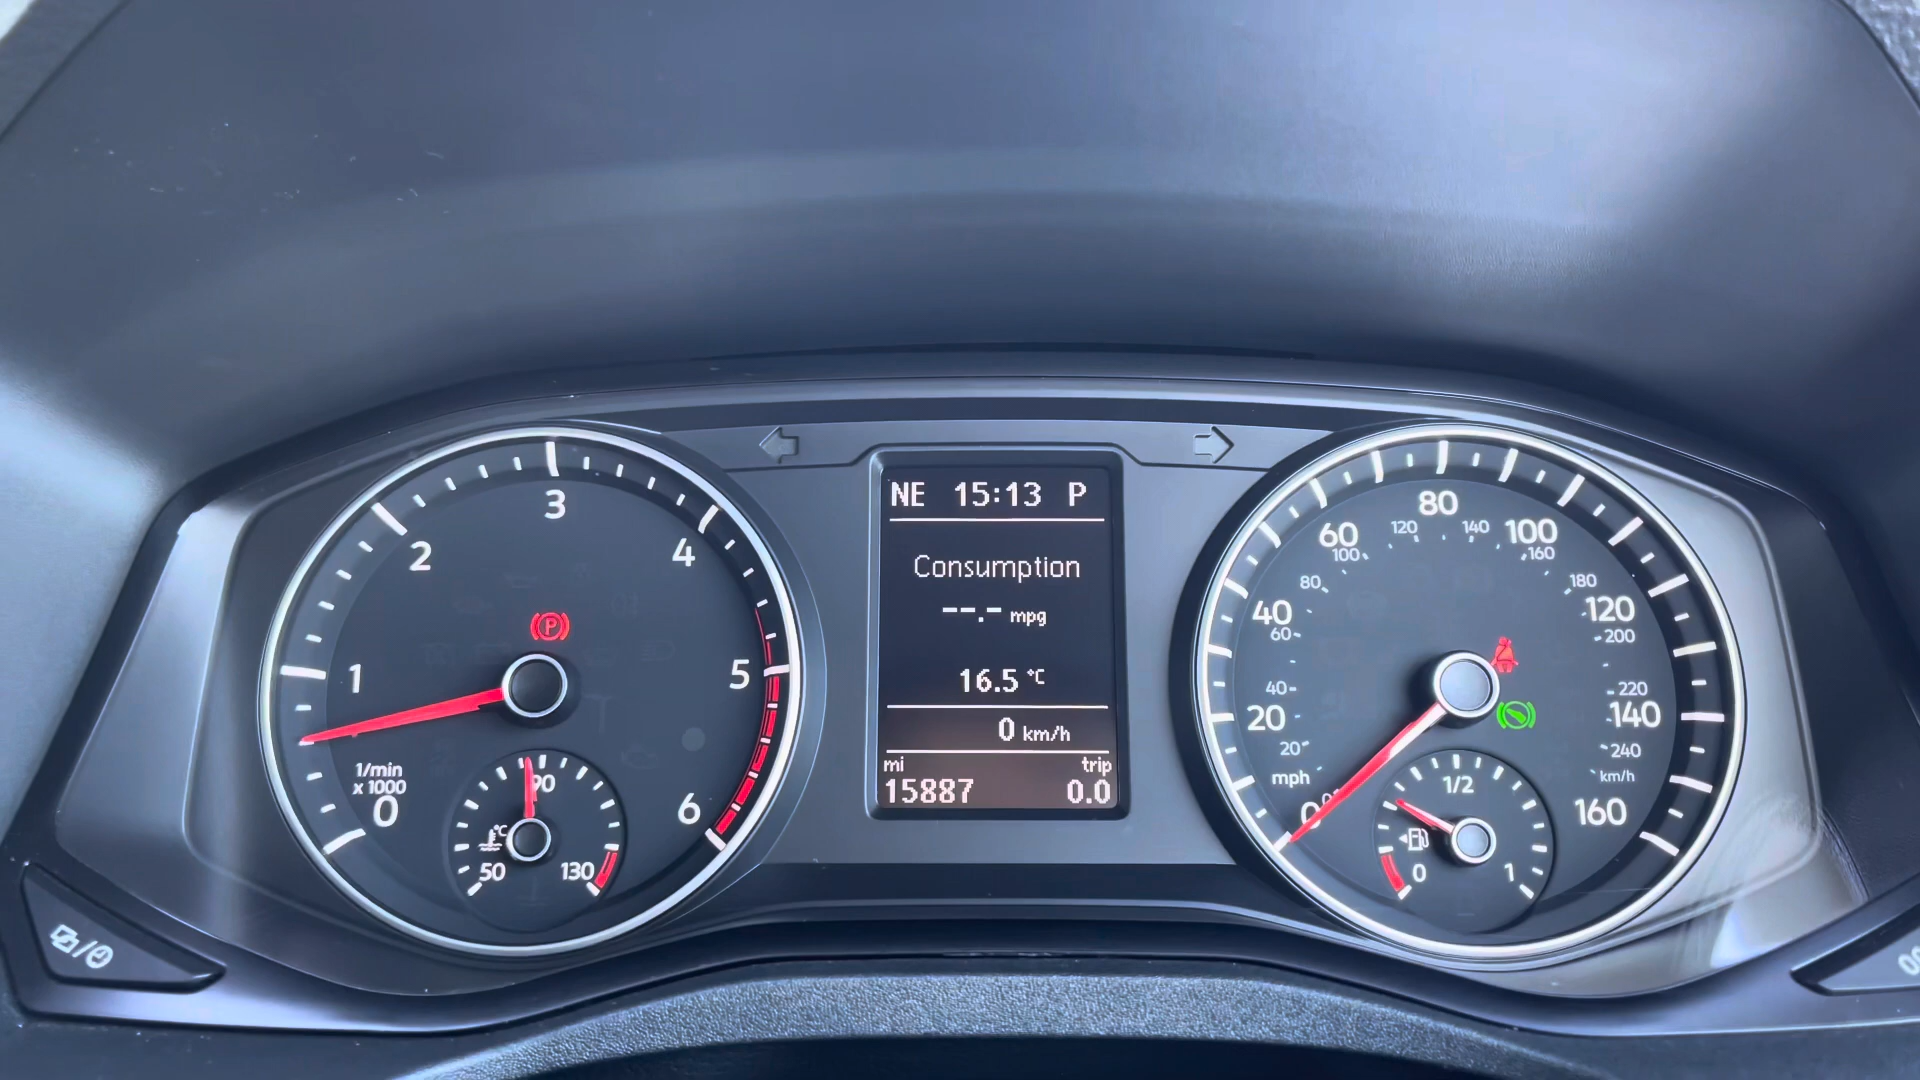 NE 15:13 P
Consumption
--.- mpg
16.5 °C
0 km/h
mi trip
15887 0.0
0
1
2
3
4
5
6
1/min
x 1000
P
50
90
130
°C
0
20
40
60
80
100
120
140
160
mph
20
40
60
80
100
120
140
160
180
200
220
240
km/h
0
1/2
1